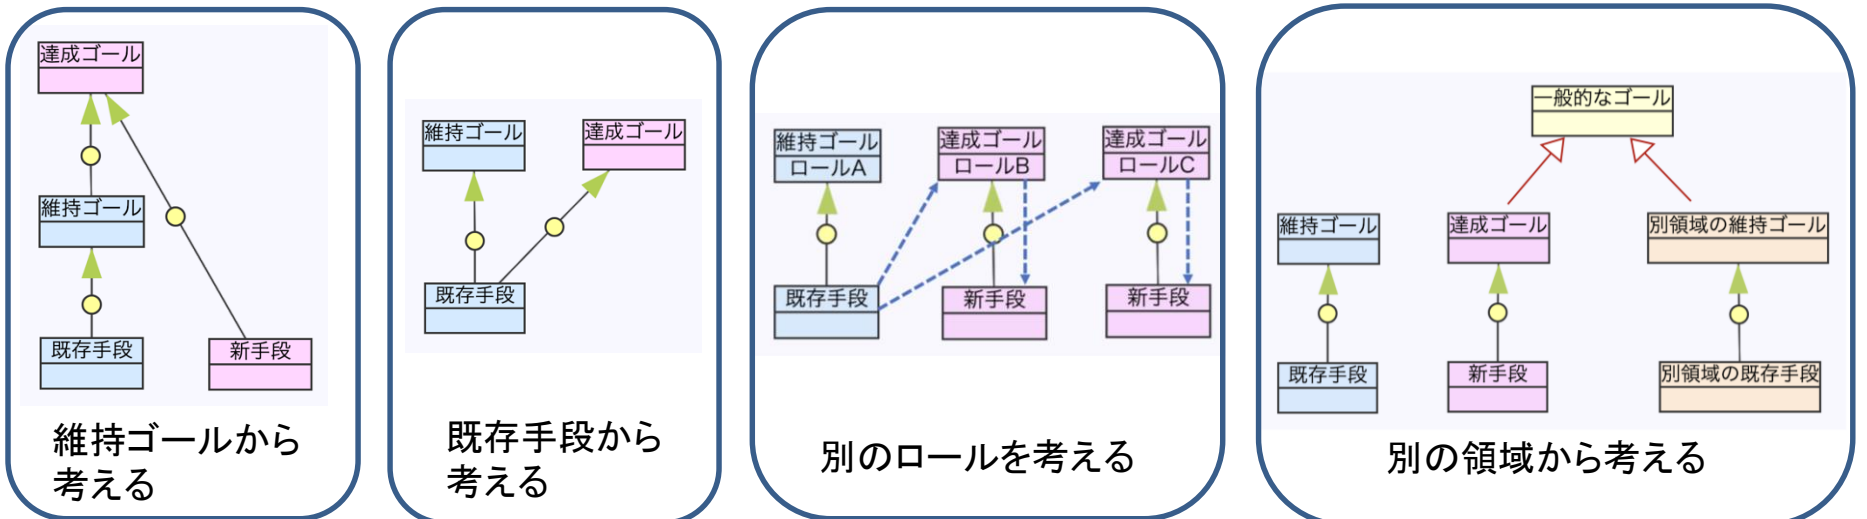 達成ゴール
維持ゴール
既存手段
新手段
維持ゴールから
考える
維持ゴール
達成ゴール
既存手段
既存手段から
考える
維持ゴール
ロールA
達成ゴール
ロールB
達成ゴール
ロールC
既存手段
新手段
新手段
別のロールを考える
一般的なゴール
維持ゴール
達成ゴール
別領域の維持ゴール
既存手段
新手段
別領域の既存手段
別の領域から考える